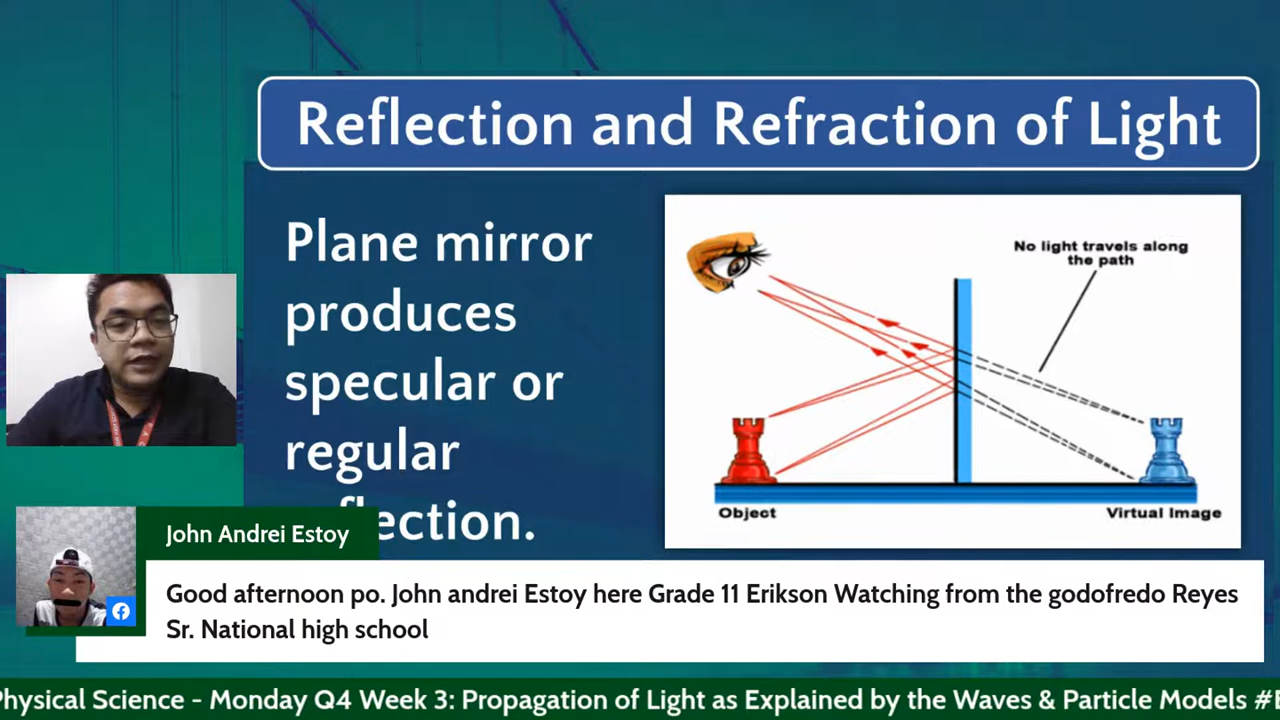 Reflection and Refraction of Light
Plane mirror
produces
specular or
regular
No light travels along
the path
Object
Virtual Image
John Andrei Estoy
Good afternoon po. John andrei Estoy here Grade 11 Erikson Watching from the godofredo Reyes
Sr. National high school
Physical Science - Monday Q4 Week 3: Propagation of Light as Explained by the Waves & Particle Models